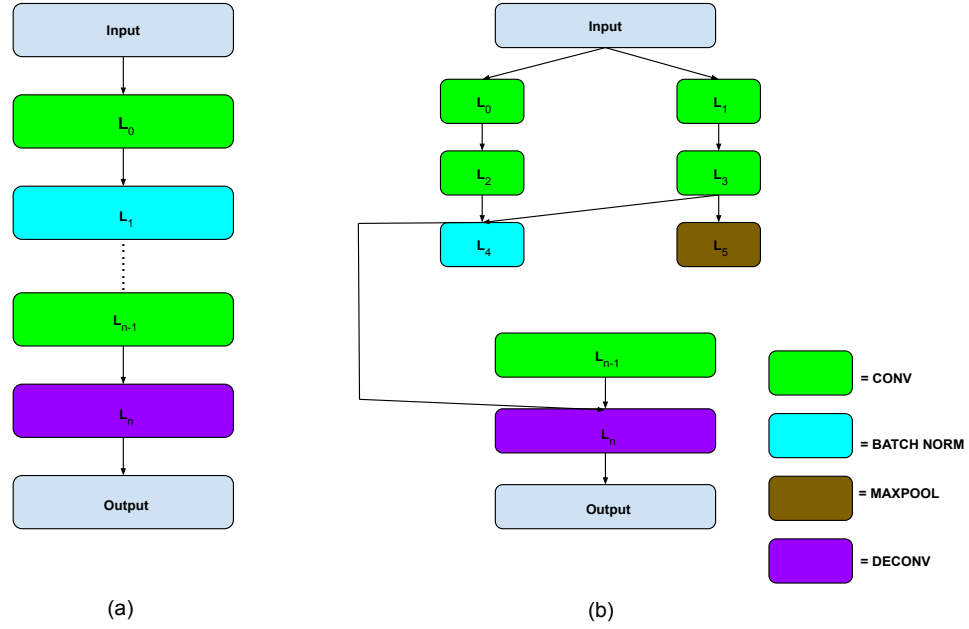 Input
L0
L1
Ln-1
Ln
Output
(a)
Input
L0
L1
L2
L3
L4
L5
Ln-1
Ln
Output
(b)
= CONV
= BATCH NORM
= MAXPOOL
= DECONV